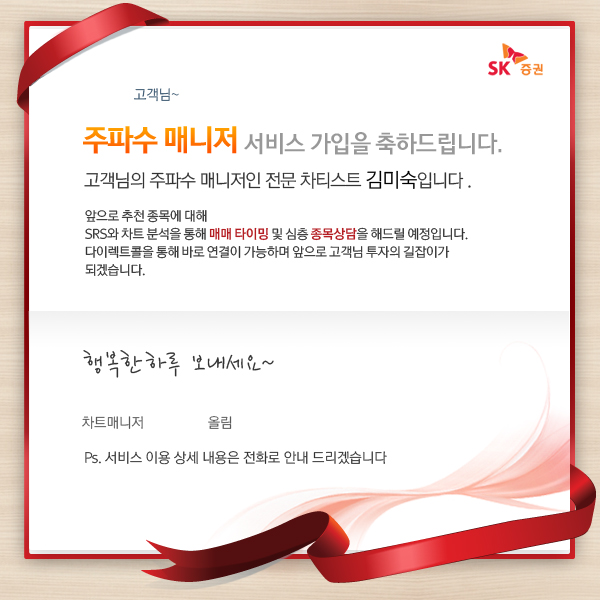 SK 증권
고객님~
주파수 매니저 서비스 가입을 축하드립니다.
고객님의 주파수 매니저인 전문 차티스트 김미숙입니다 .
앞으로 추천 종목에 대해
SRS와 차트 분석을 통해 매매 타이밍 및 심층 종목상담을 해드릴 예정입니다.
다이렉트콜을 통해 바로 연결이 가능하며 앞으로 고객님 투자의 길잡이가
되겠습니다.
행복한하루 보내세요~
차트매니저 올림
Ps. 서비스 이용 상세 내용은 전화로 안내 드리겠습니다